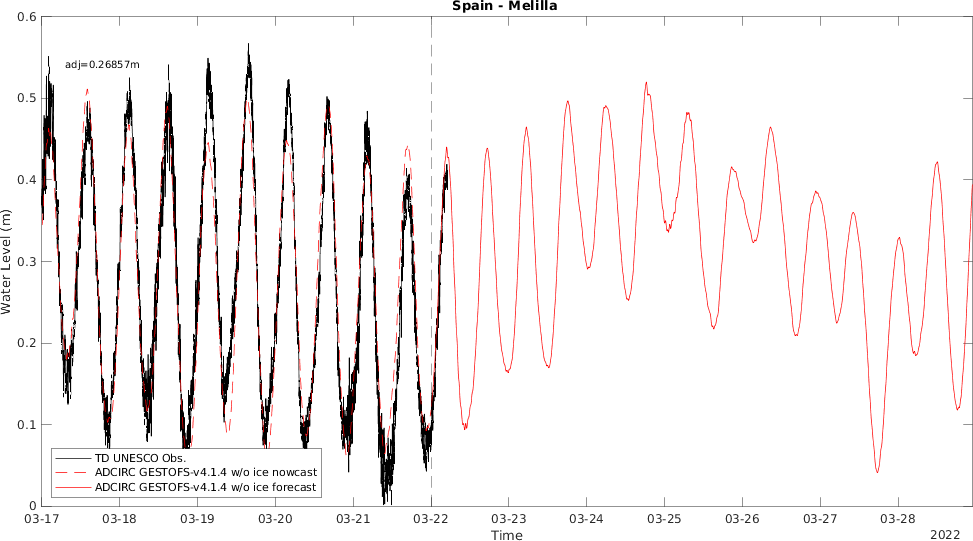 Spain - Melilla
0.6
adj=0.26857m
0.5
0.4
0.3
0.2
0.1
0
Water Level (m)
TD UNESCO Obs.
ADCIRC GESTOFS-v4.1.4 w/o ice nowcast
ADCIRC GESTOFS-v4.1.4 w/o ice forecast
03-17 03-18 03-19 03-20 03-21 03-22 03-23 03-24 03-25 03-26 03-27 03-28
Time
2022